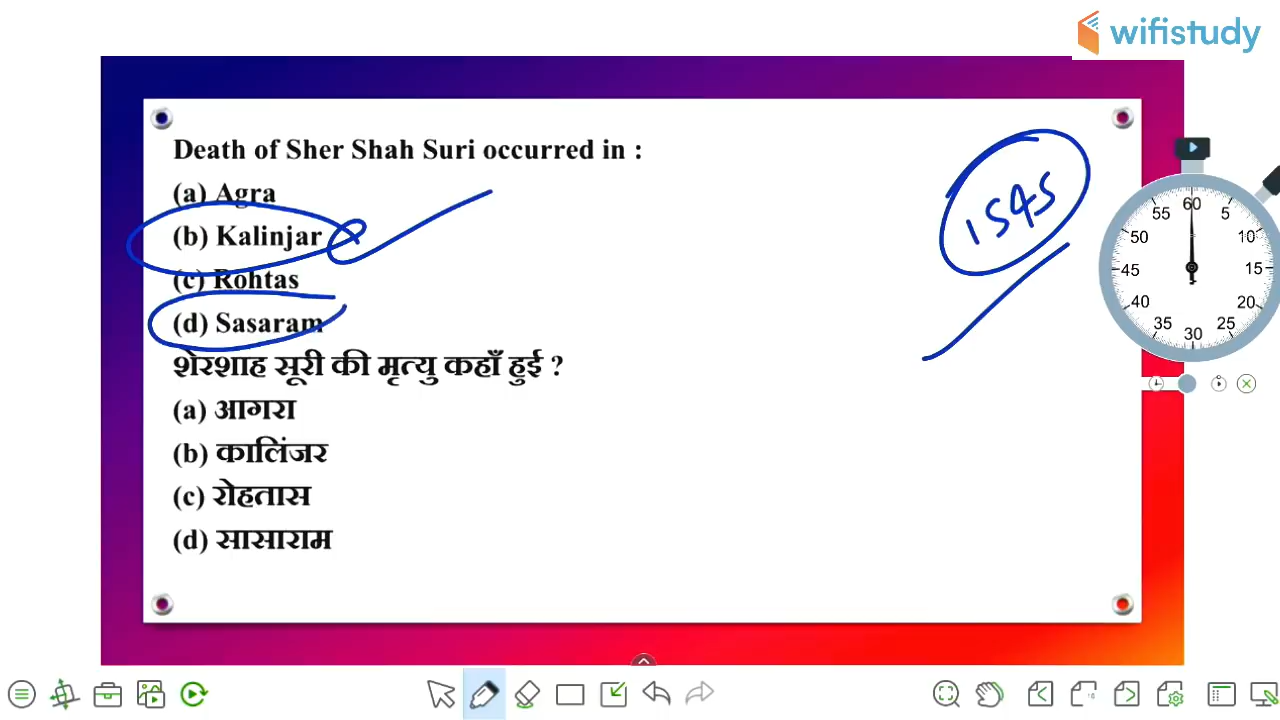 wifistudy
Death of Sher Shah Suri occurred in :
(a) Agra
(b) Kalinjar
(c) Rohtas
(d) Sasaram
शेरशाह सूरी की मृत्यु कहाँ हुई ?
(a) आगरा
(b) कालिंजर
(c) रोहतास
(d) सासाराम
1545
60
5
10
15
20
25
30
35
40
45
50
55